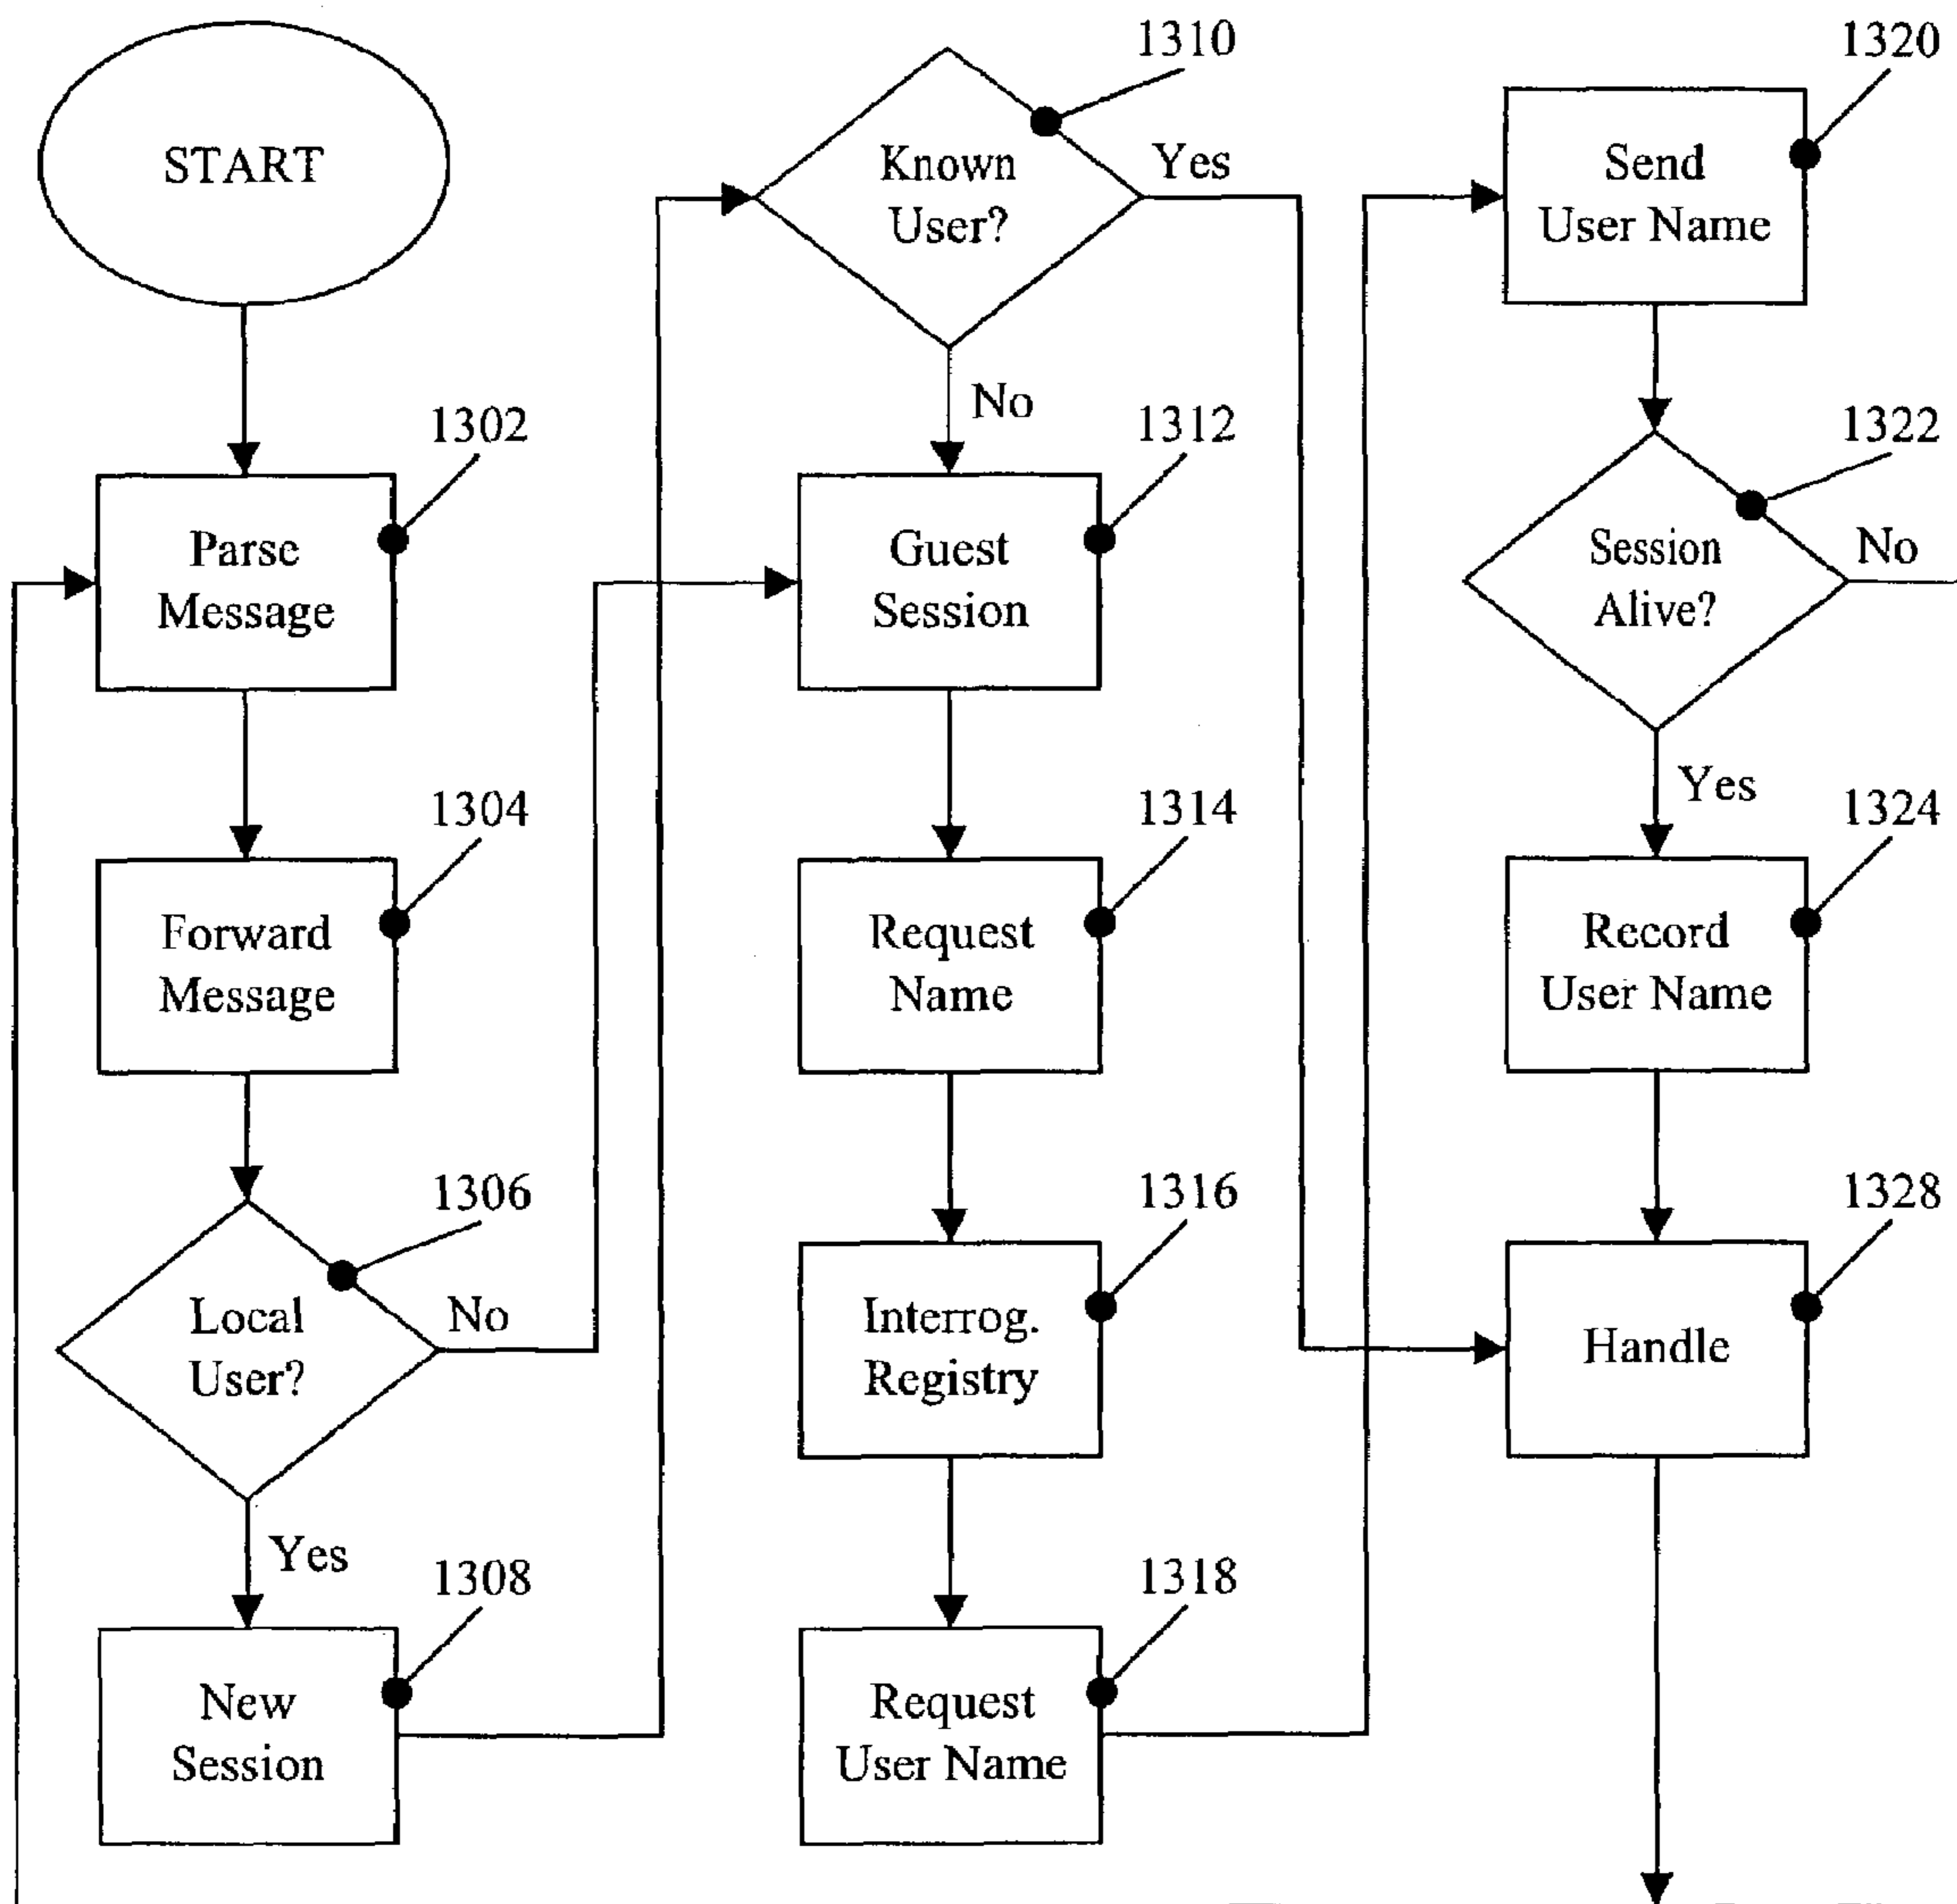 START
1302
Parse
Message
1304
Forward
Message
1306
Local
User?
No
Yes
1308
New
Session
1310
Known
User?
Yes
No
1312
Guest
Session
1314
Request
Name
1316
Interrog.
Registry
1318
Request
User Name
1320
Send
User Name
1322
Session
Alive?
No
Yes
1324
Record
User Name
1328
Handle